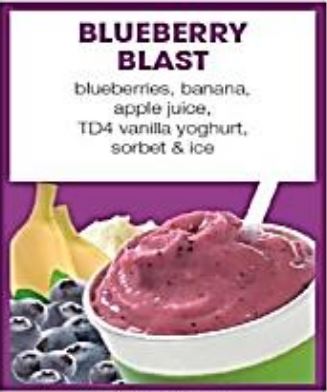 BLUEBERRY
BLAST
blueberries, banana,
apple juice,
TD4 vanilla yoghurt,
sorbet & ice